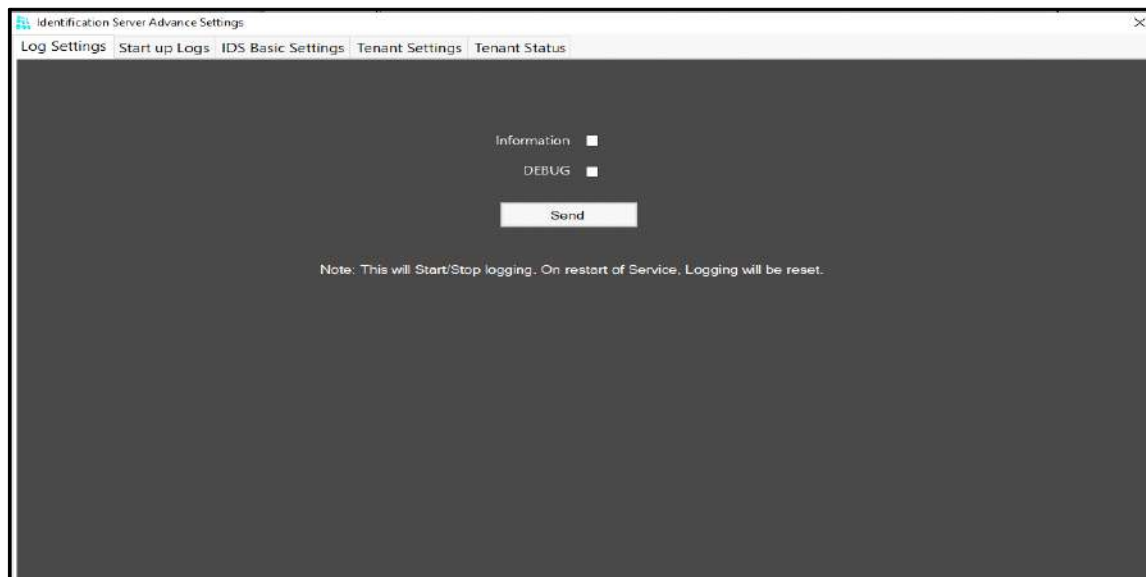 Identification Server Advance Settings
Log Settings Start up Logs IDS Basic Settings Tenant Settings Tenant Status
Information
DEBUG
Send
Note: This will Start/Stop logging. On restart of Service, Logging will be reset.